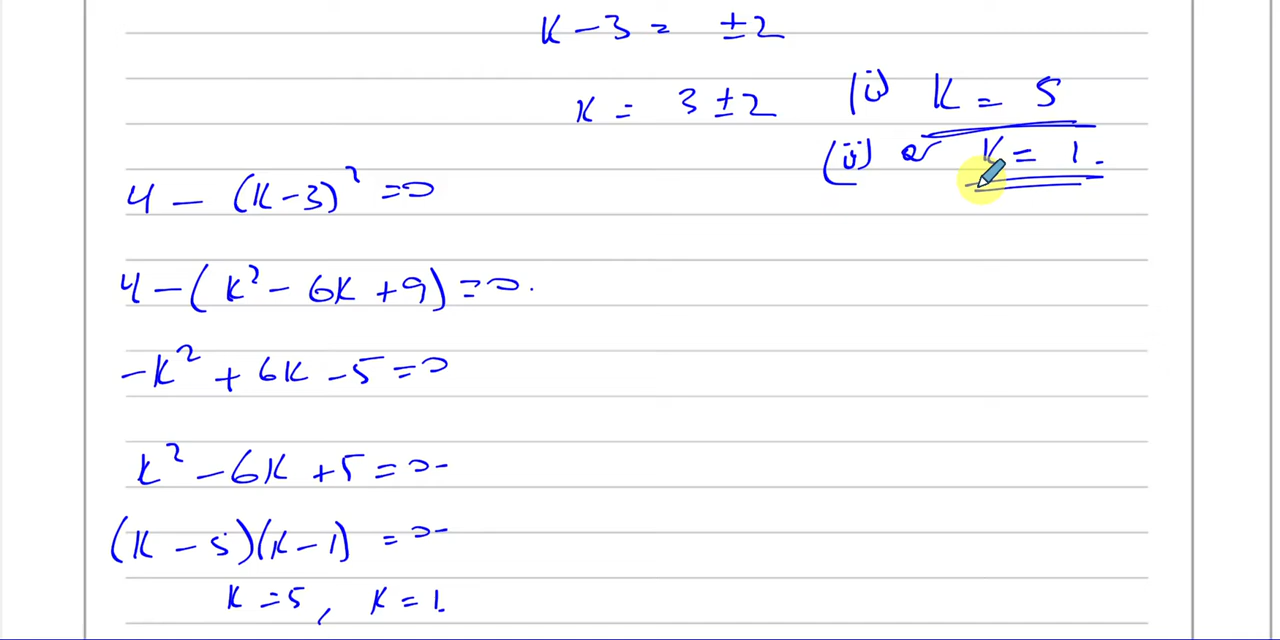 k - 3 = ±2
k = 3 ± 2 (i) k = 5
(ii) or k = 1.
4 - (k - 3)² = 0
4 - (k² - 6k + 9) = 0.
-k² + 6k - 5 = 0
k² - 6k + 5 = 0
(k - 5)(k - 1) = 0
k = 5, k = 1.